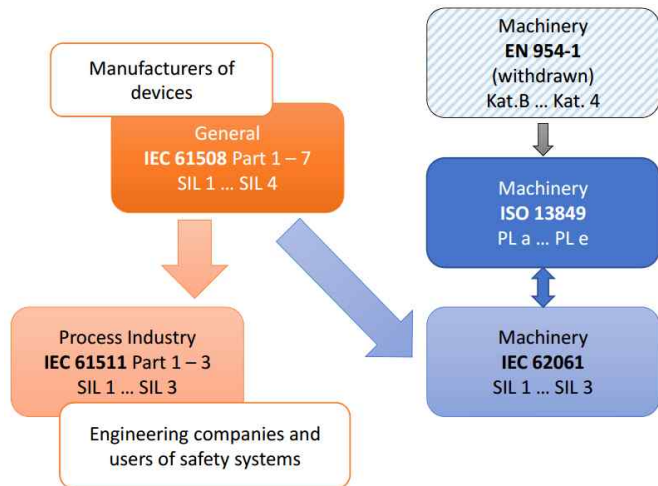 Manufacturers of
devices
General
IEC 61508 Part 1 – 7
SIL 1 ... SIL 4
Process Industry
IEC 61511 Part 1 – 3
SIL 1 ... SIL 3
Engineering companies and
users of safety systems
Machinery
EN 954-1
(withdrawn)
Kat.B ... Kat. 4
Machinery
ISO 13849
PL a ... PL e
Machinery
IEC 62061
SIL 1 ... SIL 3